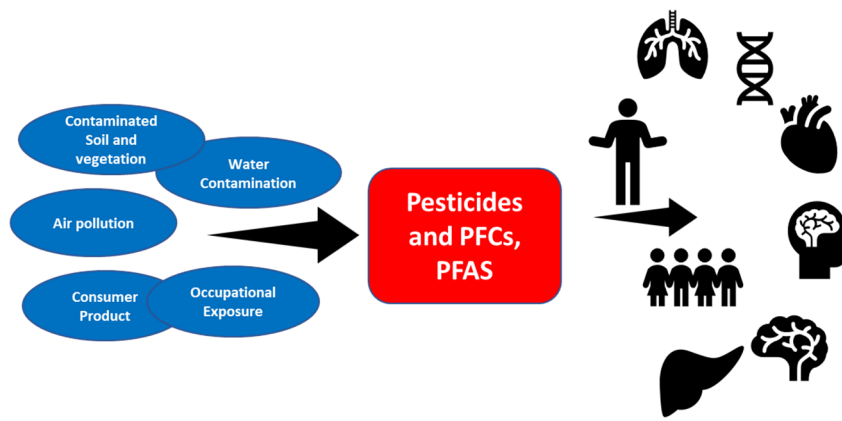 Contaminated
Soil and
vegetation
Water
Contamination
Air pollution
Consumer
Product
Occupational
Exposure
Pesticides
and PFCs,
PFAS